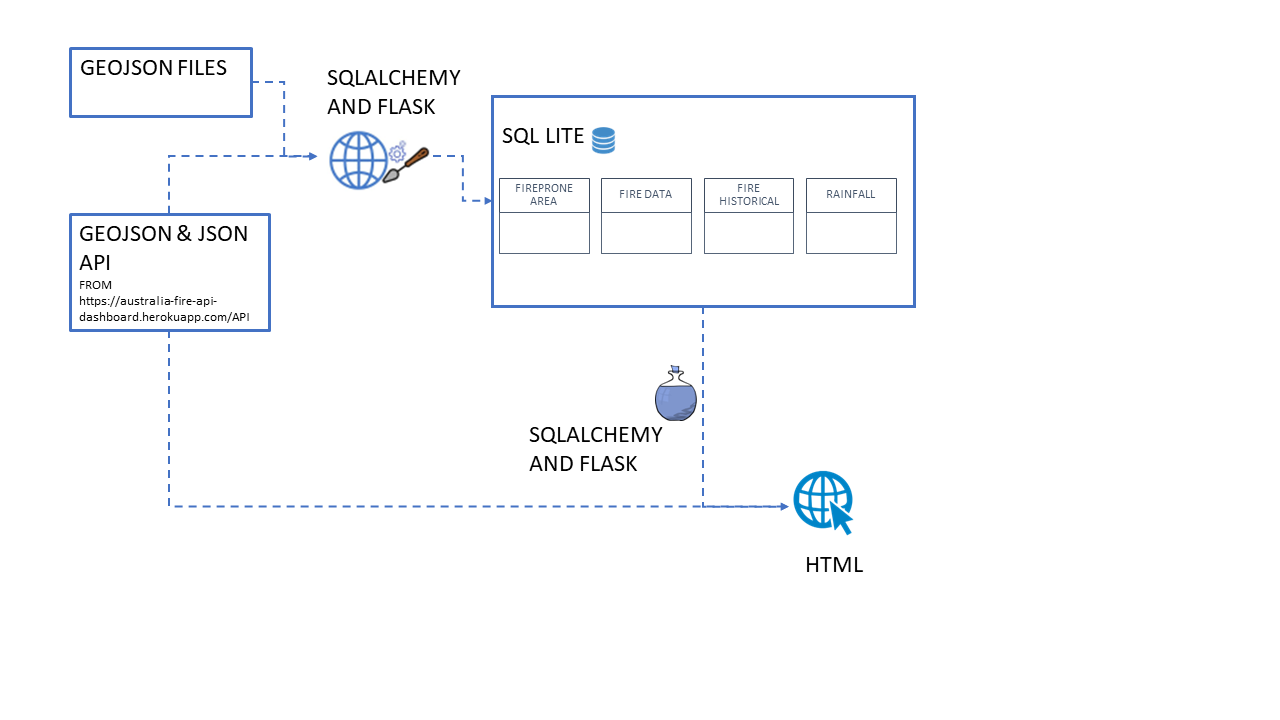 GEOJSON FILES
SQLALCHEMY
AND FLASK
SQL LITE
FIREPRONE
AREA
FIRE DATA
FIRE
HISTORICAL
RAINFALL
GEOJSON & JSON
API
FROM
https://australia-fire-api-
dashboard.herokuapp.com/API
SQLALCHEMY
AND FLASK
HTML